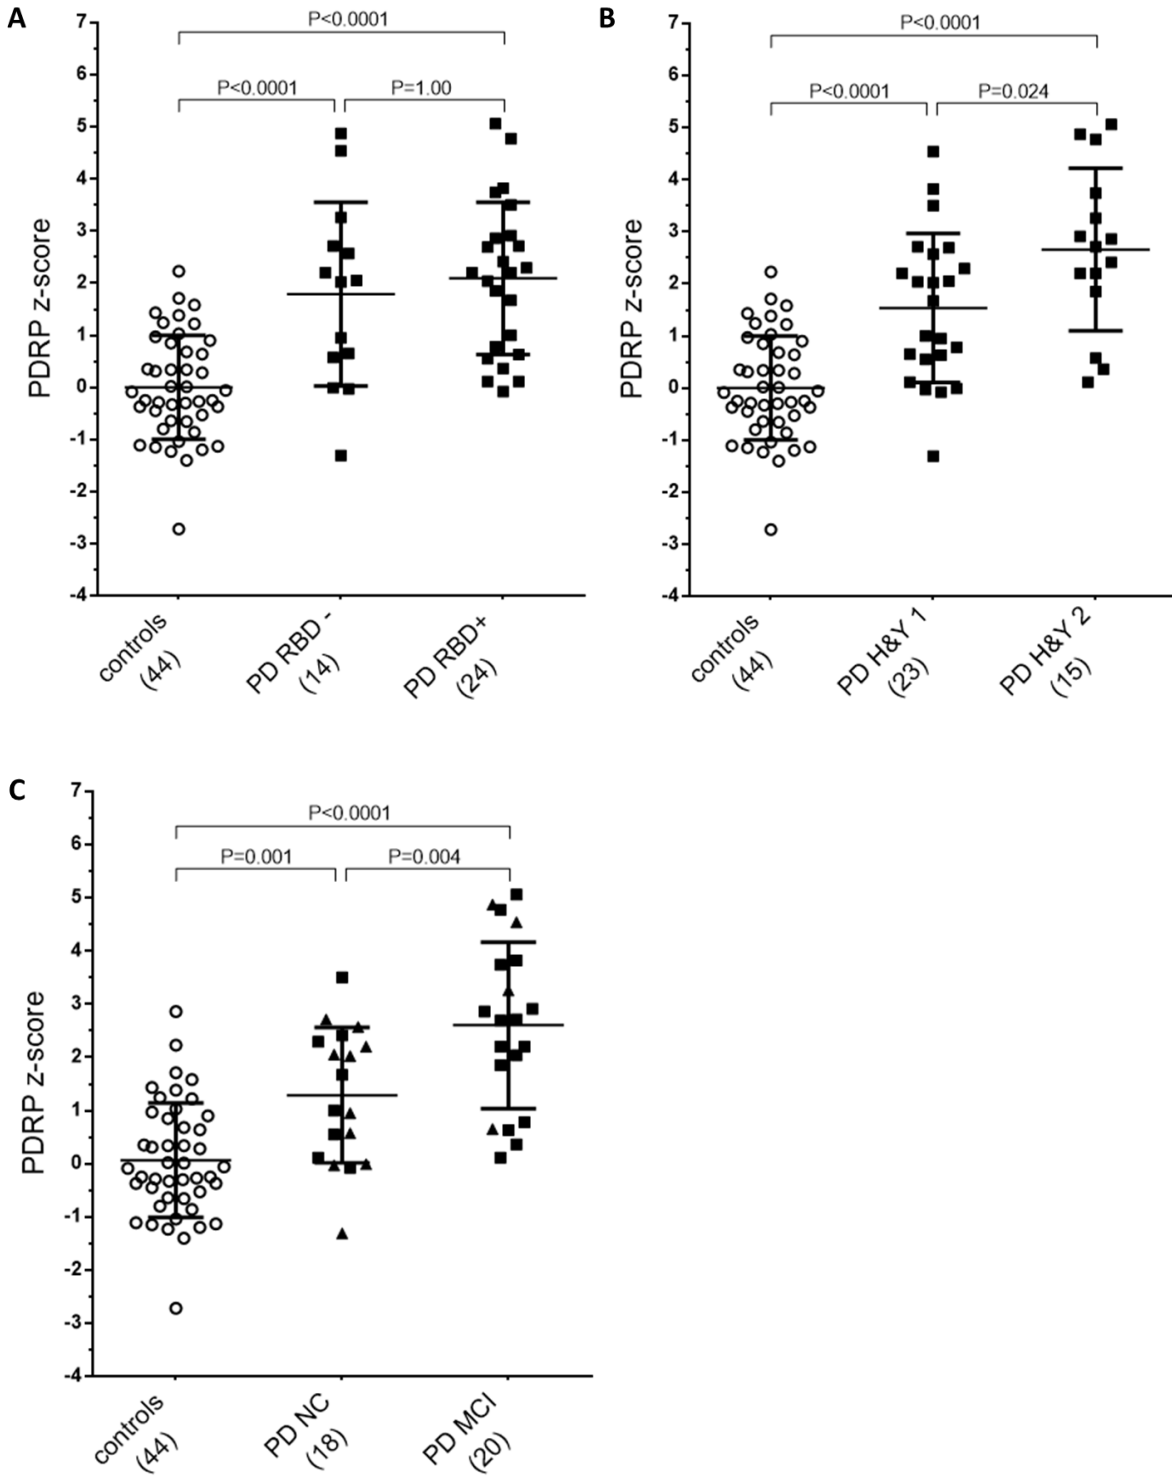 A
P<0.0001
P<0.0001 P=1.00
7
6
5
4
3
2
1
0
-1
-2
-3
-4
PDRP z-score
controls
(44)
PD RBD -
(14)
PD RBD+
(24)
B
P<0.0001
P<0.0001 P=0.024
7
6
5
4
3
2
1
0
-1
-2
-3
-4
PDRP z-score
controls
(44)
PD H&Y 1
(23)
PD H&Y 2
(15)
C
P<0.0001
P=0.001 P=0.004
7
6
5
4
3
2
1
0
-1
-2
-3
-4
PDRP z-score
controls
(44)
PD NC
(18)
PD MCI
(20)